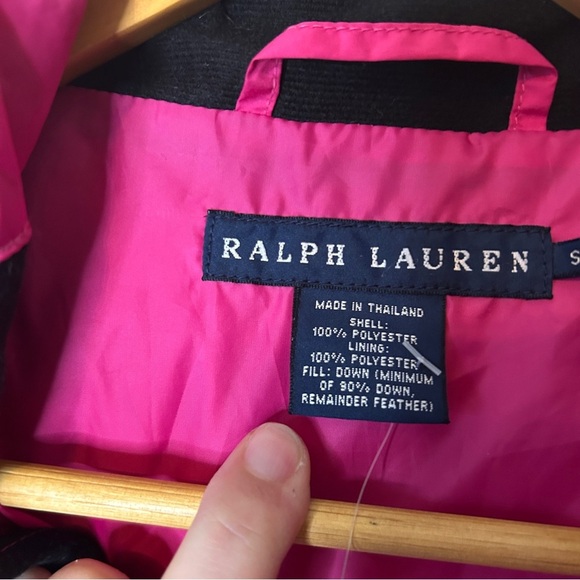 RALPH LAUREN
S
MADE IN THAILAND
SHELL:
100% POLYESTER
LINING:
100% POLYESTER
FILL: DOWN (MINIMUM
OF 90% DOWN,
REMAINDER FEATHER)